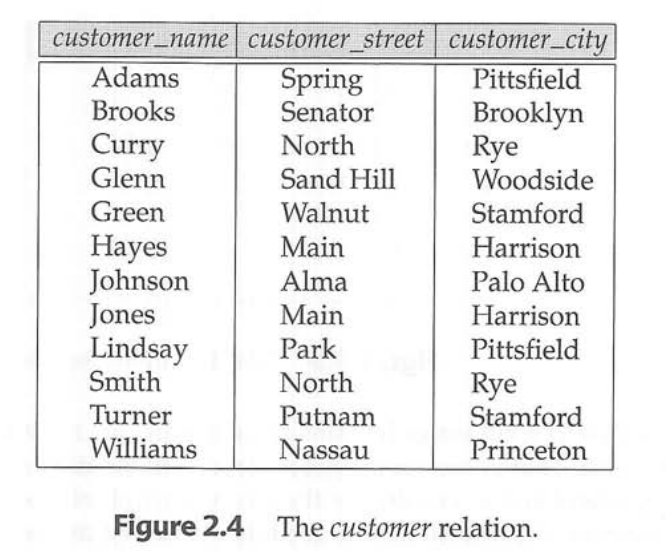 customer_name customer_street customer_city
Adams Spring Pittsfield
Brooks Senator Brooklyn
Curry North Rye
Glenn Sand Hill Woodside
Green Walnut Stamford
Hayes Main Harrison
Johnson Alma Palo Alto
Jones Main Harrison
Lindsay Park Pittsfield
Smith North Rye
Turner Putnam Stamford
Williams Nassau Princeton
Figure 2.4 The customer relation.